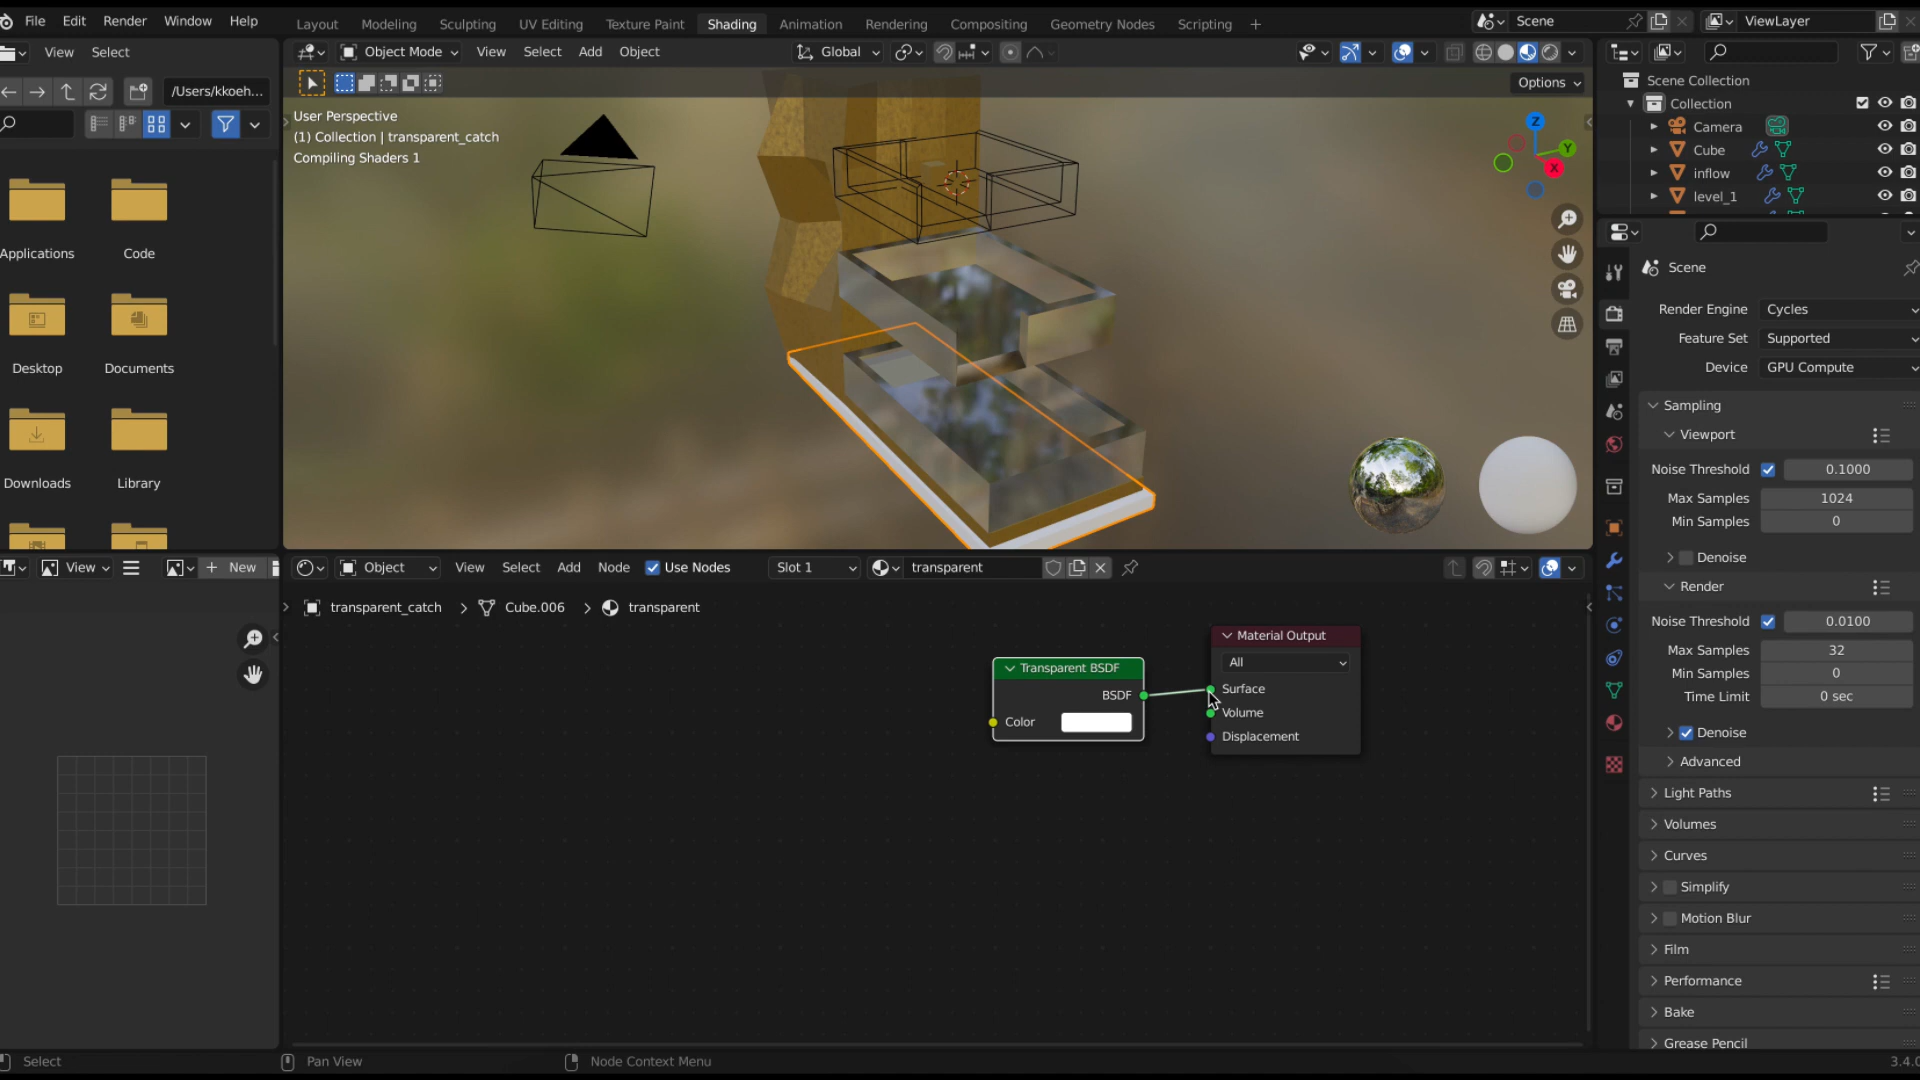 File Edit Render Window Help
Layout Modeling Sculpting UV Editing Texture Paint Shading Animation Rendering Compositing Geometry Nodes Scripting +
Scene ViewLayer
View Select
Object Mode View Select Add Object
Global
Options
/Users/kkoeh...
User Perspective
(1) Collection | transparent_catch
Compiling Shaders 1
Z
Y
X
Applications Code
Desktop Documents
Downloads Library
Scene Collection
Collection
Camera
Cube
inflow
level_1
Scene
Render Engine Cycles
Feature Set Supported
Device GPU Compute
Sampling
Viewport
Noise Threshold 0.1000
Max Samples 1024
Min Samples 0
Denoise
Render
Noise Threshold 0.0100
Max Samples 32
Min Samples 0
Time Limit 0 sec
Denoise
Advanced
Light Paths
Volumes
Curves
Simplify
Motion Blur
Film
Performance
Bake
Grease Pencil
View + New
Object View Select Add Node Use Nodes Slot 1 transparent
transparent_catch > Cube.006 > transparent
Transparent BSDF
BSDF
Color
Material Output
All
Surface
Volume
Displacement
Select Pan View Node Context Menu
3.4.0